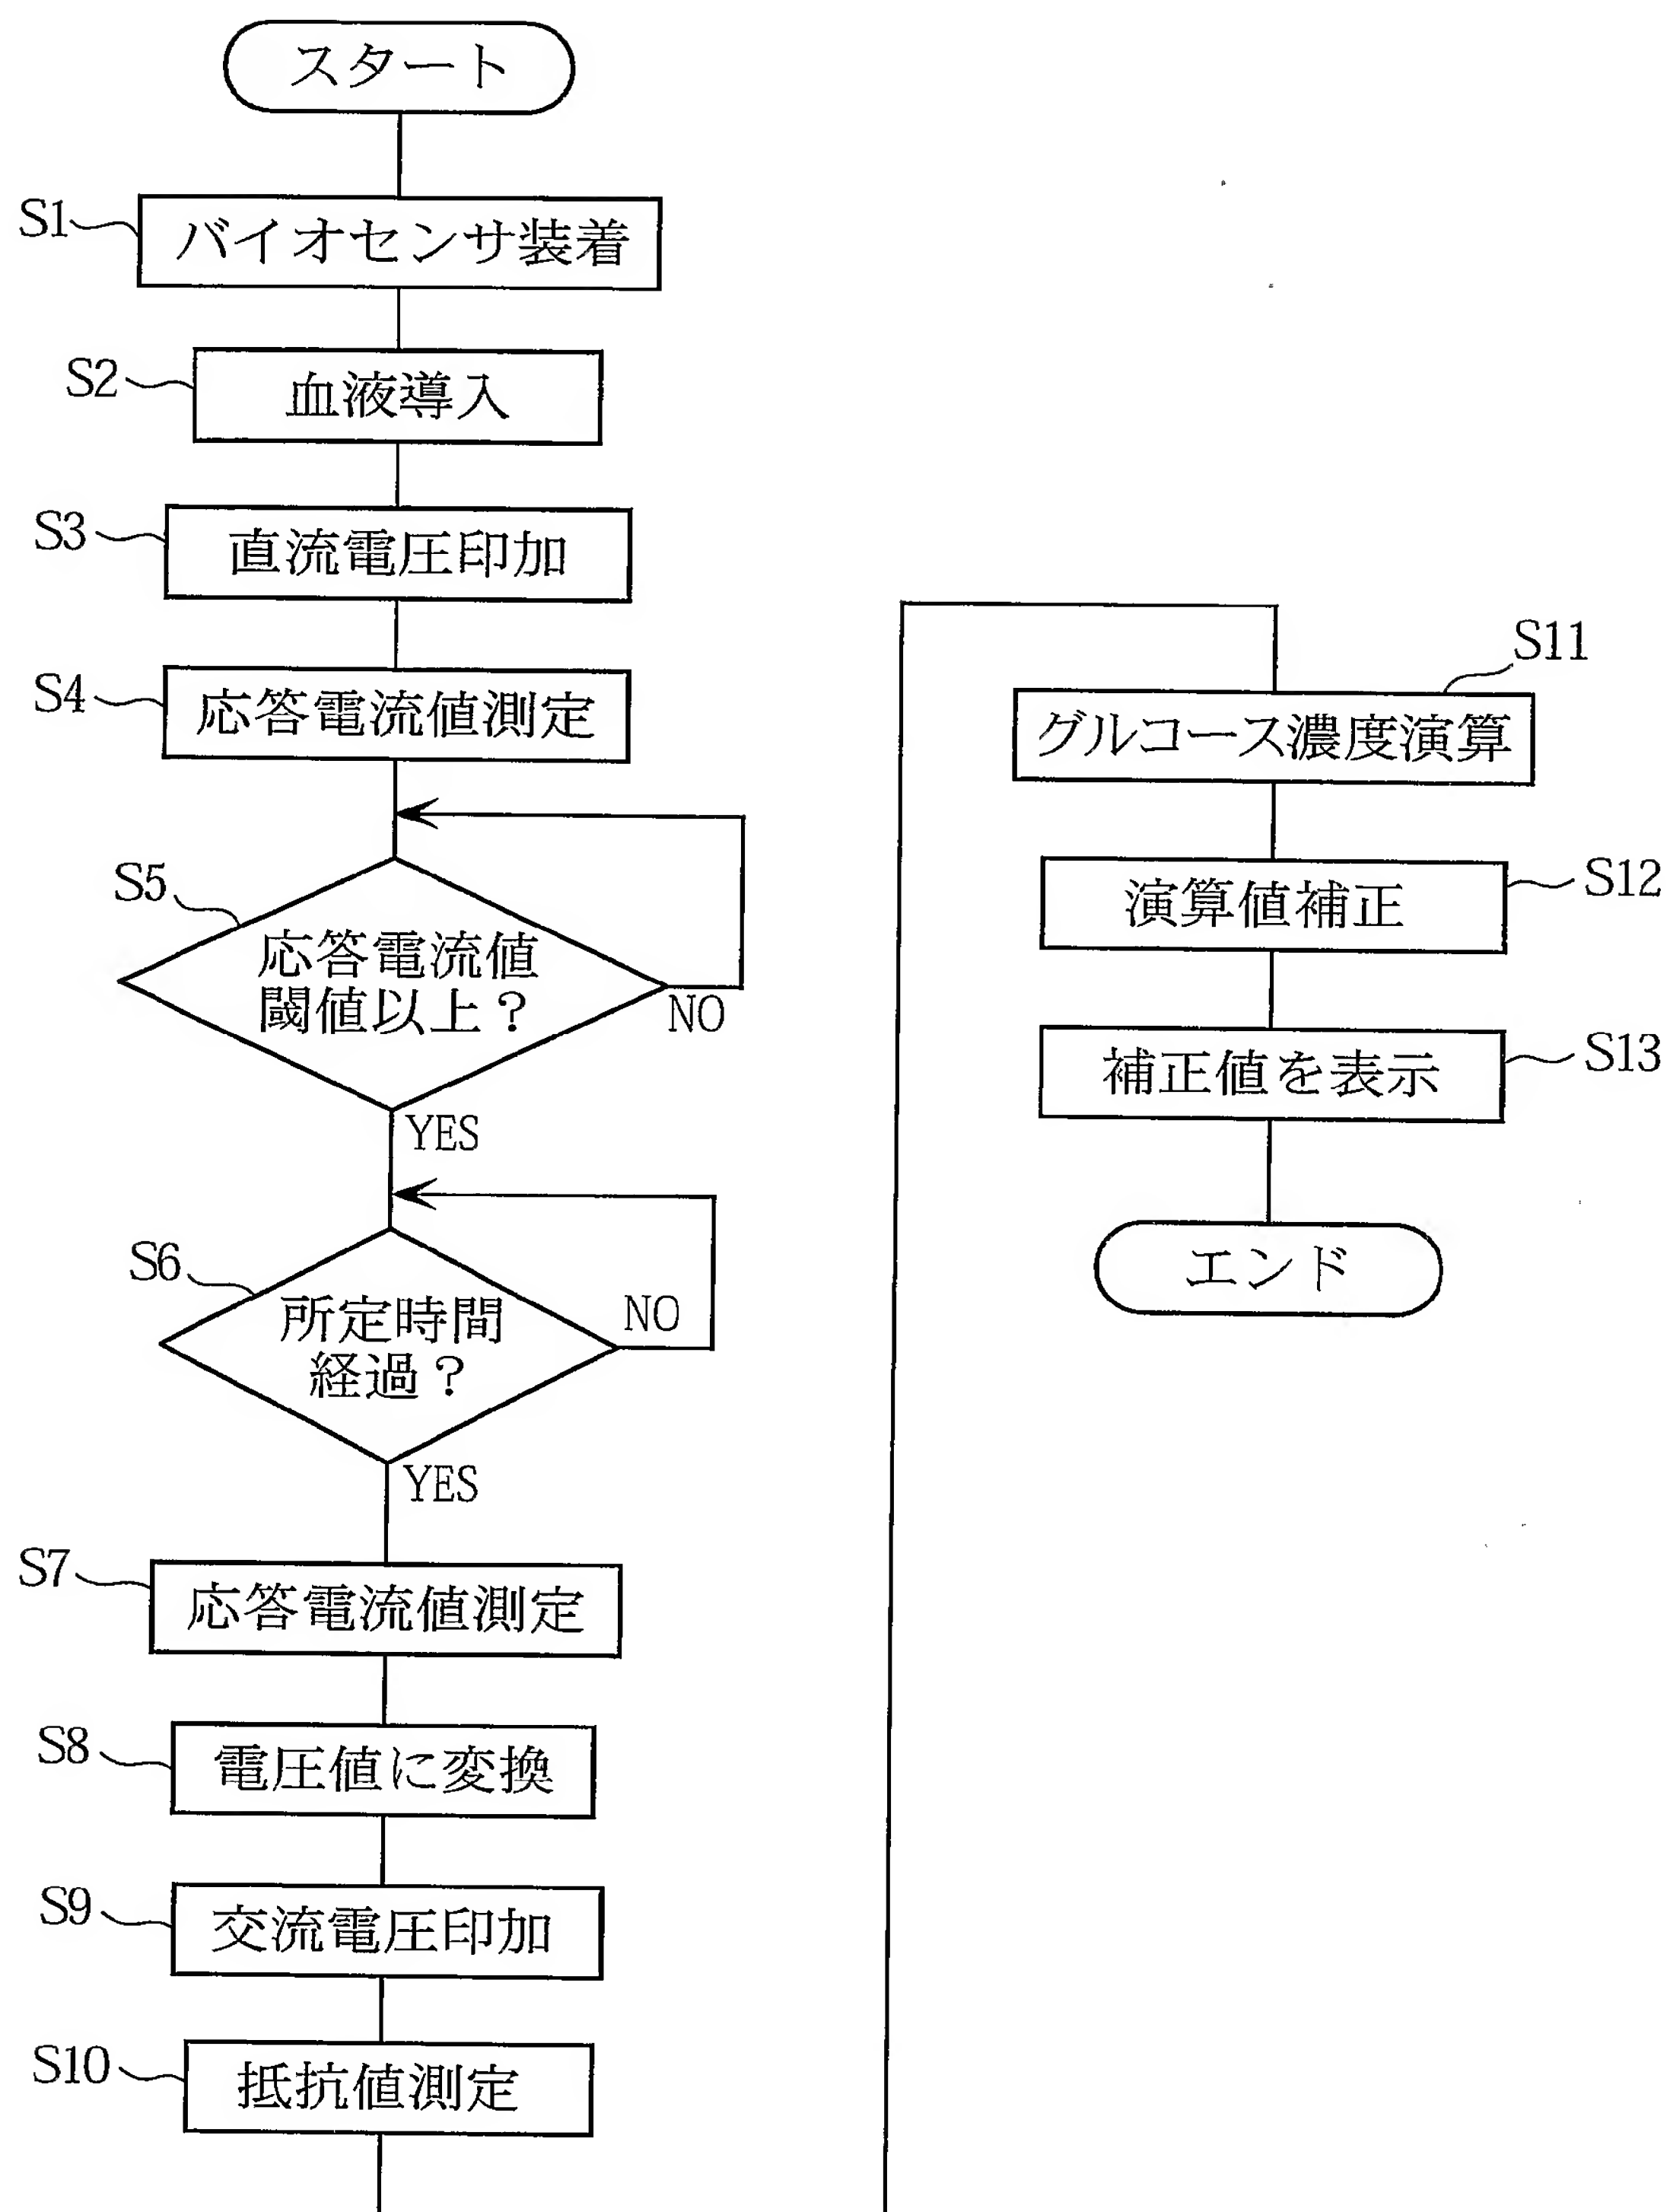 スタート
S1
バイオセンサ装着
S2
血液導入
S3
直流電圧印加
S4
応答電流値測定
S5
応答電流値
閾値以上？
NO
YES
S6
所定時間
経過？
NO
YES
S7
応答電流値測定
S8
電圧値に変換
S9
交流電圧印加
S10
抵抗値測定
S11
グルコース濃度演算
S12
演算値補正
S13
補正値を表示
エンド